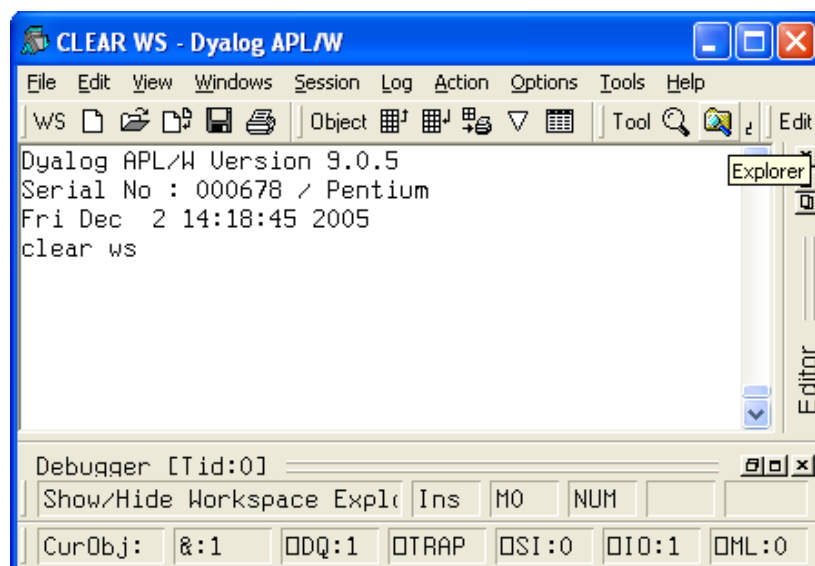 CLEAR WS - Dyalog APL/W
File Edit View Windows Session Log Action Options Tools Help
WS Object Tool Edit
Dyalog APL/W Version 9.0.5
Explorer
Serial No : 000678 / Pentium
Fri Dec  2 14:18:45 2005
clear ws
Editor
Debugger [Tid:0]
Show/Hide Workspace Expl Ins MO NUM
CurObj: &:1 ⎕DQ:1 ⎕TRAP ⎕SI:0 ⎕IO:1 ⎕ML:0